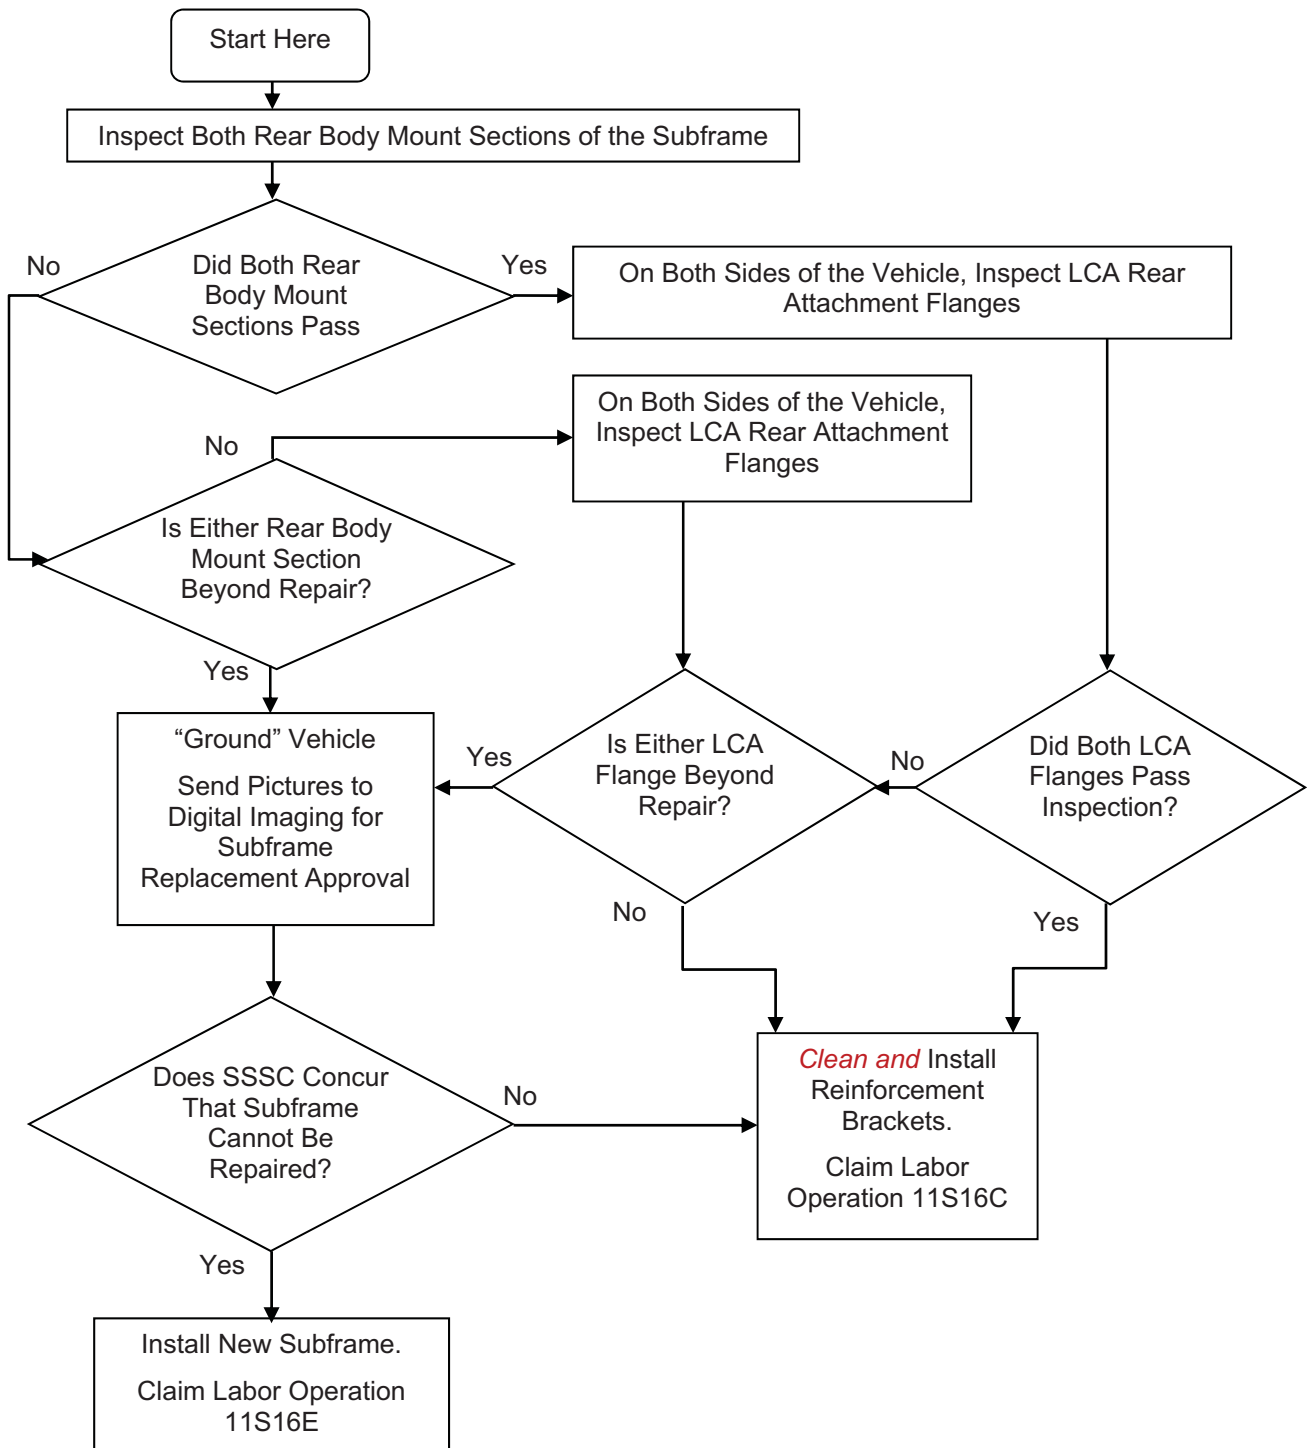 Start Here
Inspect Both Rear Body Mount Sections of the Subframe
No
Did Both Rear
Body Mount
Sections Pass
Yes
On Both Sides of the Vehicle, Inspect LCA Rear
Attachment Flanges
On Both Sides of the Vehicle,
Inspect LCA Rear Attachment
Flanges
No
Is Either Rear Body
Mount Section
Beyond Repair?
Yes
“Ground” Vehicle
Send Pictures to
Digital Imaging for
Subframe
Replacement Approval
Yes
Is Either LCA
Flange Beyond
Repair?
No
Did Both LCA
Flanges Pass
Inspection?
No
Yes
Does SSSC Concur
That Subframe
Cannot Be
Repaired?
No
Clean and Install
Reinforcement
Brackets.
Claim Labor
Operation 11S16C
Yes
Install New Subframe.
Claim Labor Operation
11S16E